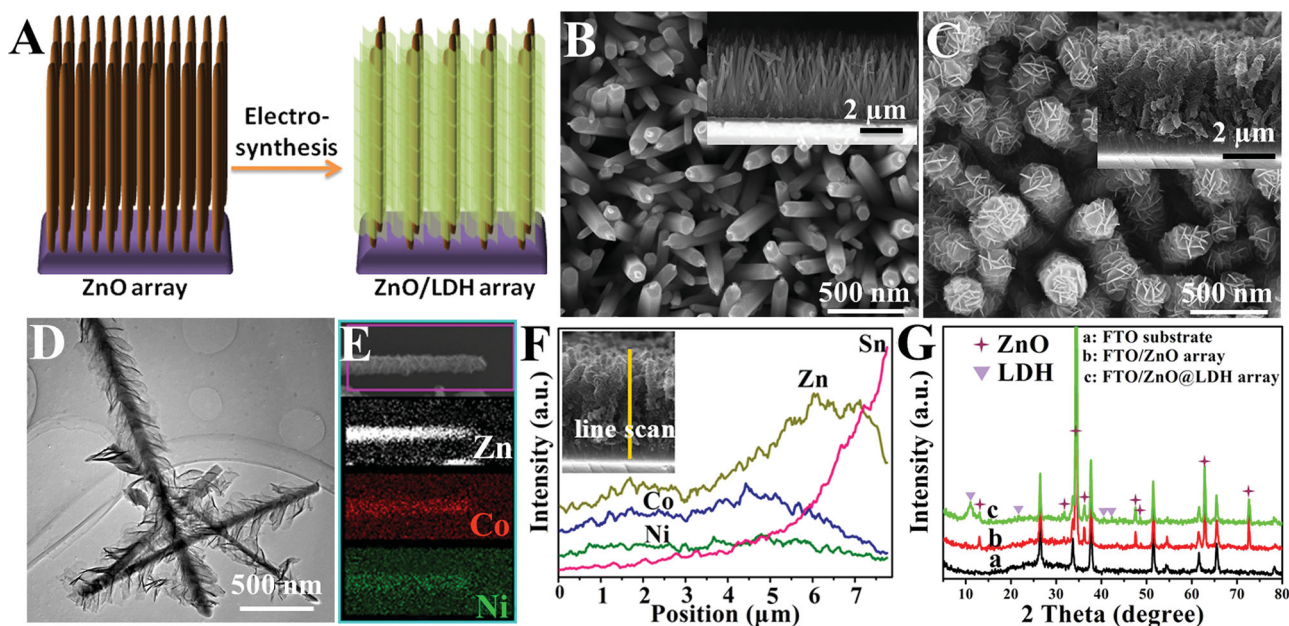 A
Electro-
synthesis
ZnO array
ZnO/LDH array
B
2 µm
500 nm
C
2 µm
500 nm
D
500 nm
E
Zn
Co
Ni
F
line scan
Sn
Zn
Co
Ni
Intensity (a.u.)
0 1 2 3 4 5 6 7
Position (µm)
G
ZnO
LDH
a: FTO substrate
b: FTO/ZnO array
c: FTO/ZnO@LDH array
c
b
a
Intensity (a.u.)
10 20 30 40 50 60 70 80
2 Theta (degree)